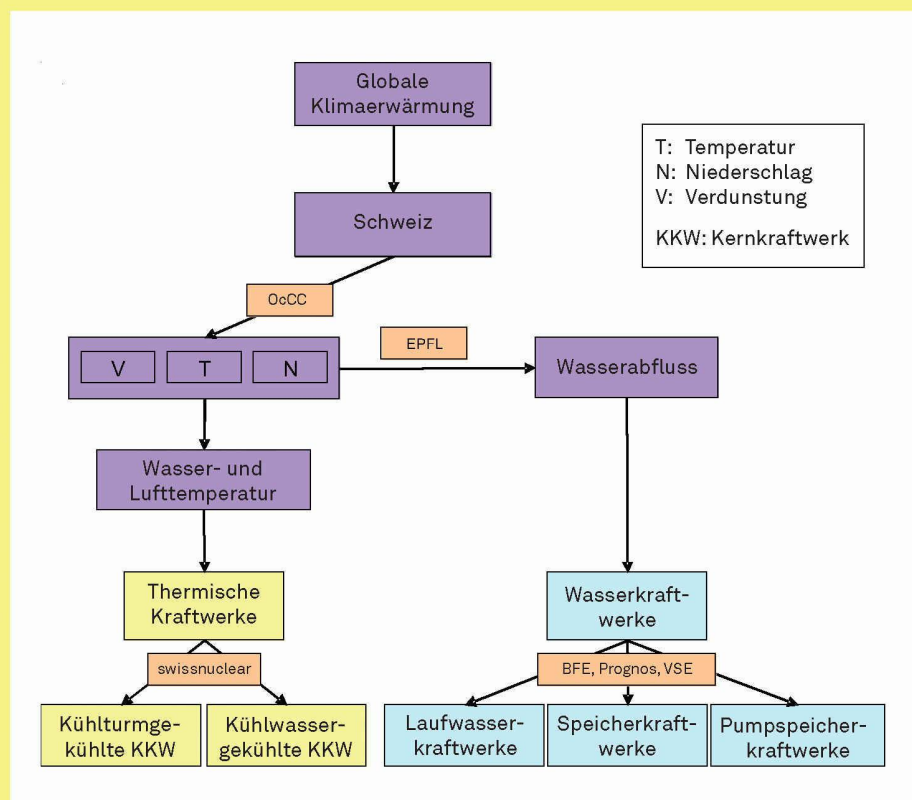 Globale
Klimaerwärmung
T: Temperatur
N: Niederschlag
V: Verdunstung
KKW: Kernkraftwerk
Schweiz
OcCC
EPFL
V T N
Wasserabfluss
Wasser- und
Lufttemperatur
Thermische
Kraftwerke
Wasserkraft-
werke
swissnuclear
BFE, Prognos, VSE
Kühlturmge-
kühlte KKW
Kühlwasser-
gekühlte KKW
Laufwasser-
kraftwerke
Speicherkraft-
werke
Pumpspeicher-
kraftwerke